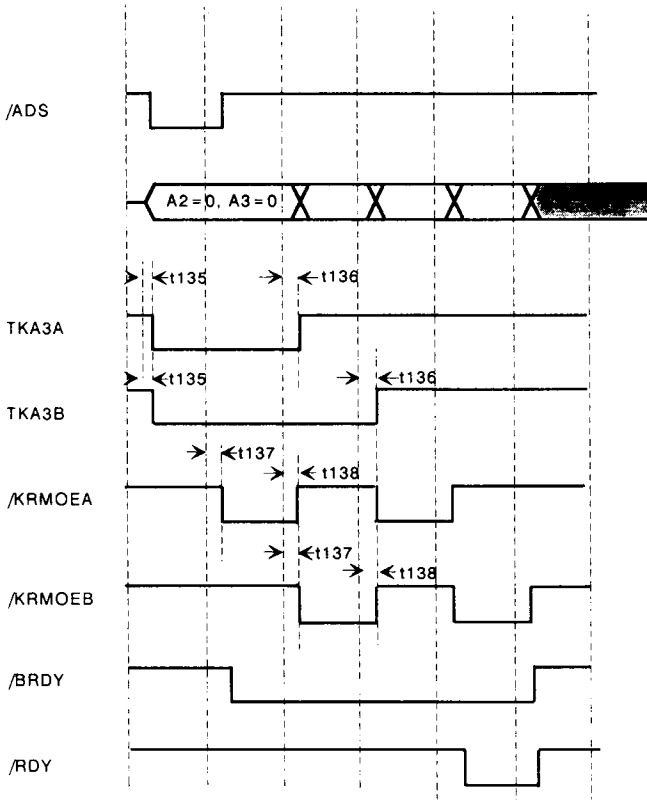 /ADS
A2=0, A3=0
t135
t136
TKA3A
t135
t136
TKA3B
t137
t138
/KRMOEA
t137
t138
/KRMOEB
/BRDY
/RDY